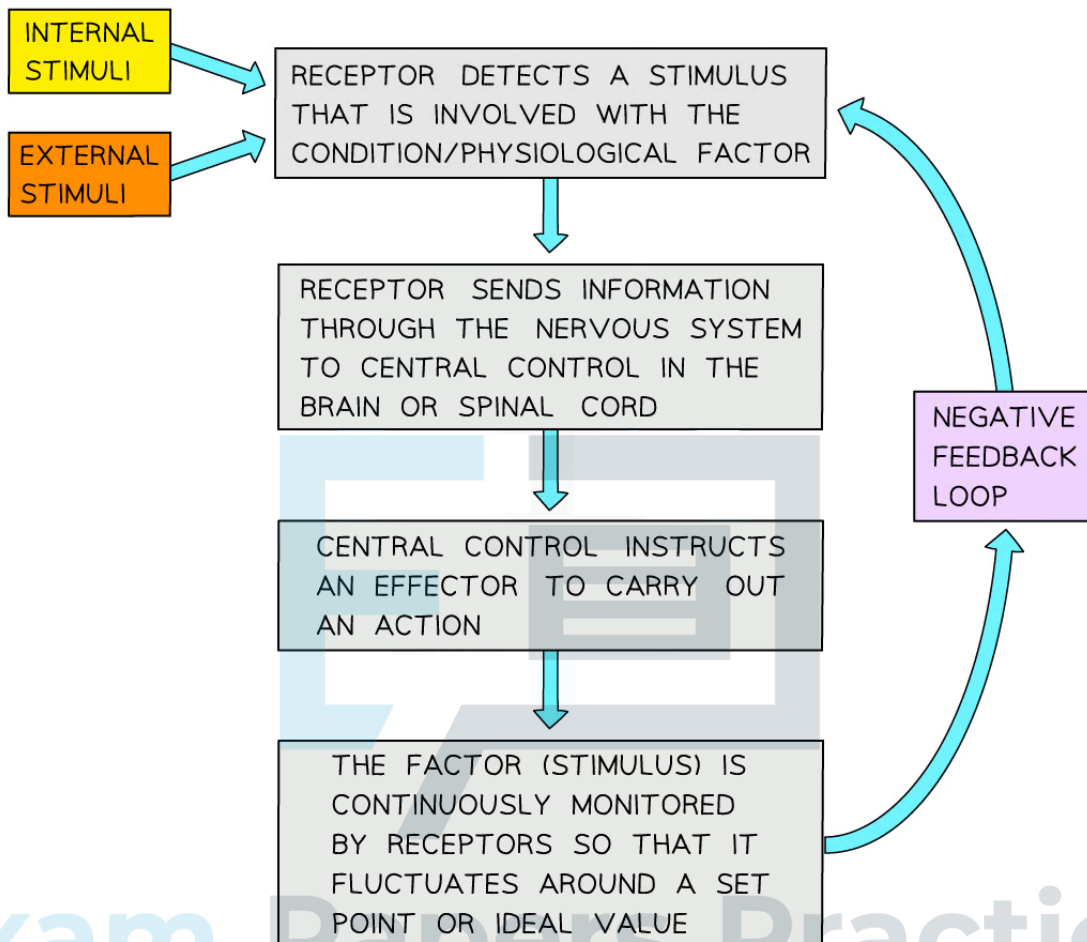 INTERNAL
STIMULI
EXTERNAL
STIMULI
RECEPTOR DETECTS A STIMULUS
THAT IS INVOLVED WITH THE
CONDITION/PHYSIOLOGICAL FACTOR
RECEPTOR SENDS INFORMATION
THROUGH THE NERVOUS SYSTEM
TO CENTRAL CONTROL IN THE
BRAIN OR SPINAL CORD
NEGATIVE
FEEDBACK
LOOP
CENTRAL CONTROL INSTRUCTS
AN EFFECTOR TO CARRY OUT
AN ACTION
THE FACTOR (STIMULUS) IS
CONTINUOUSLY MONITORED
BY RECEPTORS SO THAT IT
FLUCTUATES AROUND A SET
POINT OR IDEAL VALUE